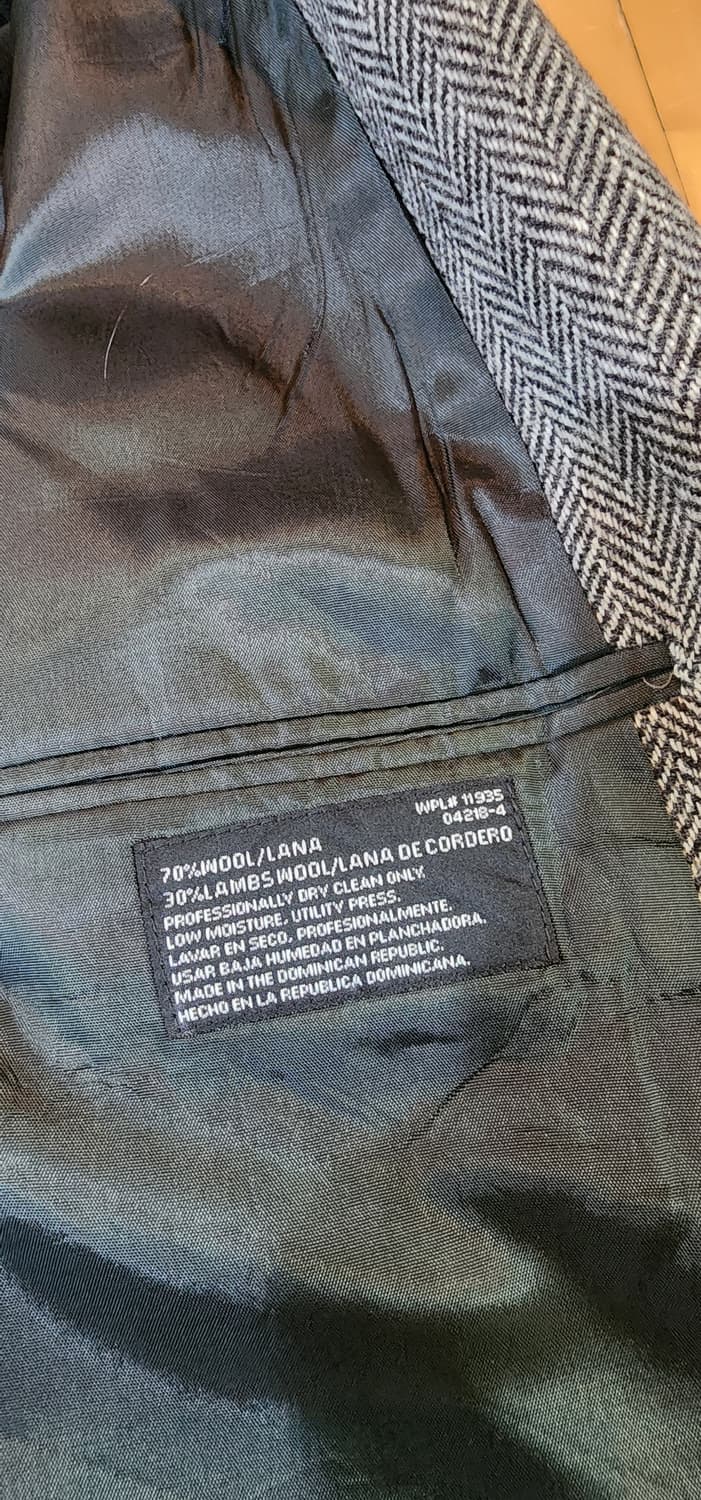 WPL# 11935
04218-4
70%WOOL/LANA
30%LAMBSWOOL/LANA DE CORDERO
PROFESSIONALLY DRY CLEAN ONLY.
LOW MOISTURE, UTILITY PRESS.
LAVAR EN SECO, PROFESIONALMENTE.
USAR BAJA HUMEDAD EN PLANCHADORA.
MADE IN THE DOMINICAN REPUBLIC.
HECHO EN LA REPUBLICA DOMINICANA.